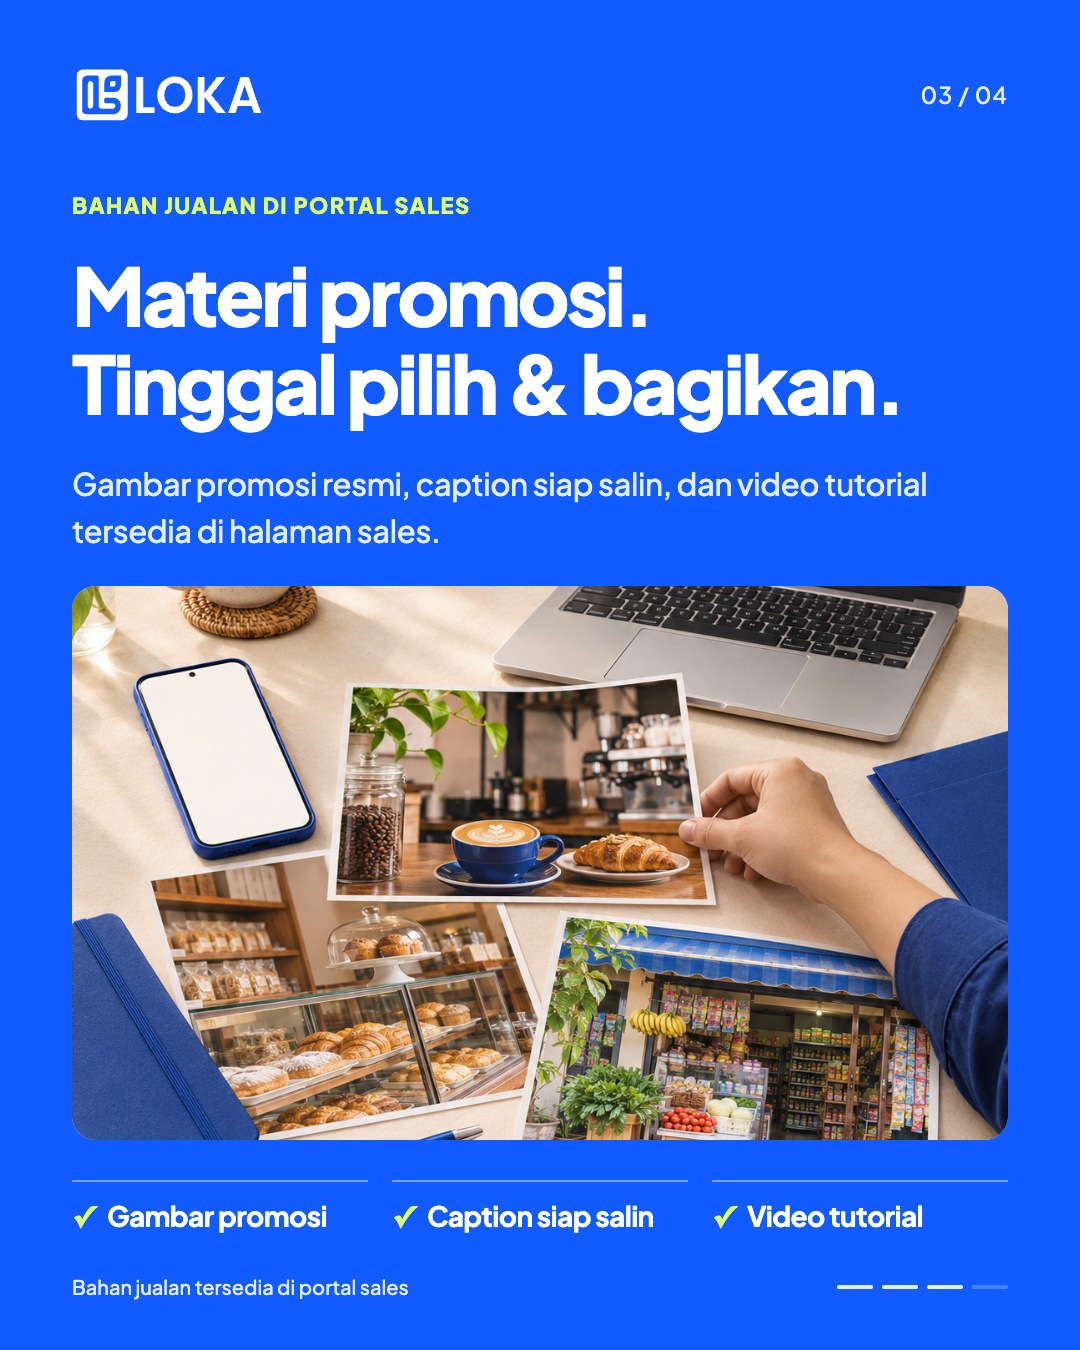 LOKA
03 / 04
BAHAN JUALAN DI PORTAL SALES
Materi promosi.
Tinggal pilih & bagikan.
Gambar promosi resmi, caption siap salin, dan video tutorial
tersedia di halaman sales.
✓ Gambar promosi
✓ Caption siap salin
✓ Video tutorial
Bahan jualan tersedia di portal sales